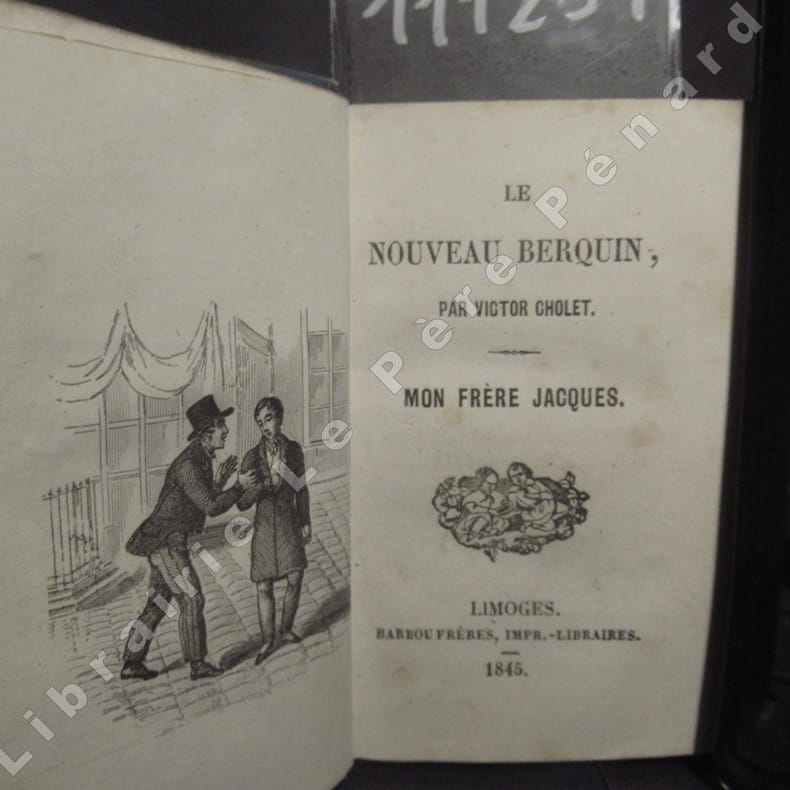 LE
NOUVEAU BERQUIN,
PAR VICTOR CHOLET.
MON FRÈRE JACQUES.
LIMOGES.
BARBOU FRÈRES, IMPR.-LIBRAIRES.
1845.
Librairie Le Père Pénard